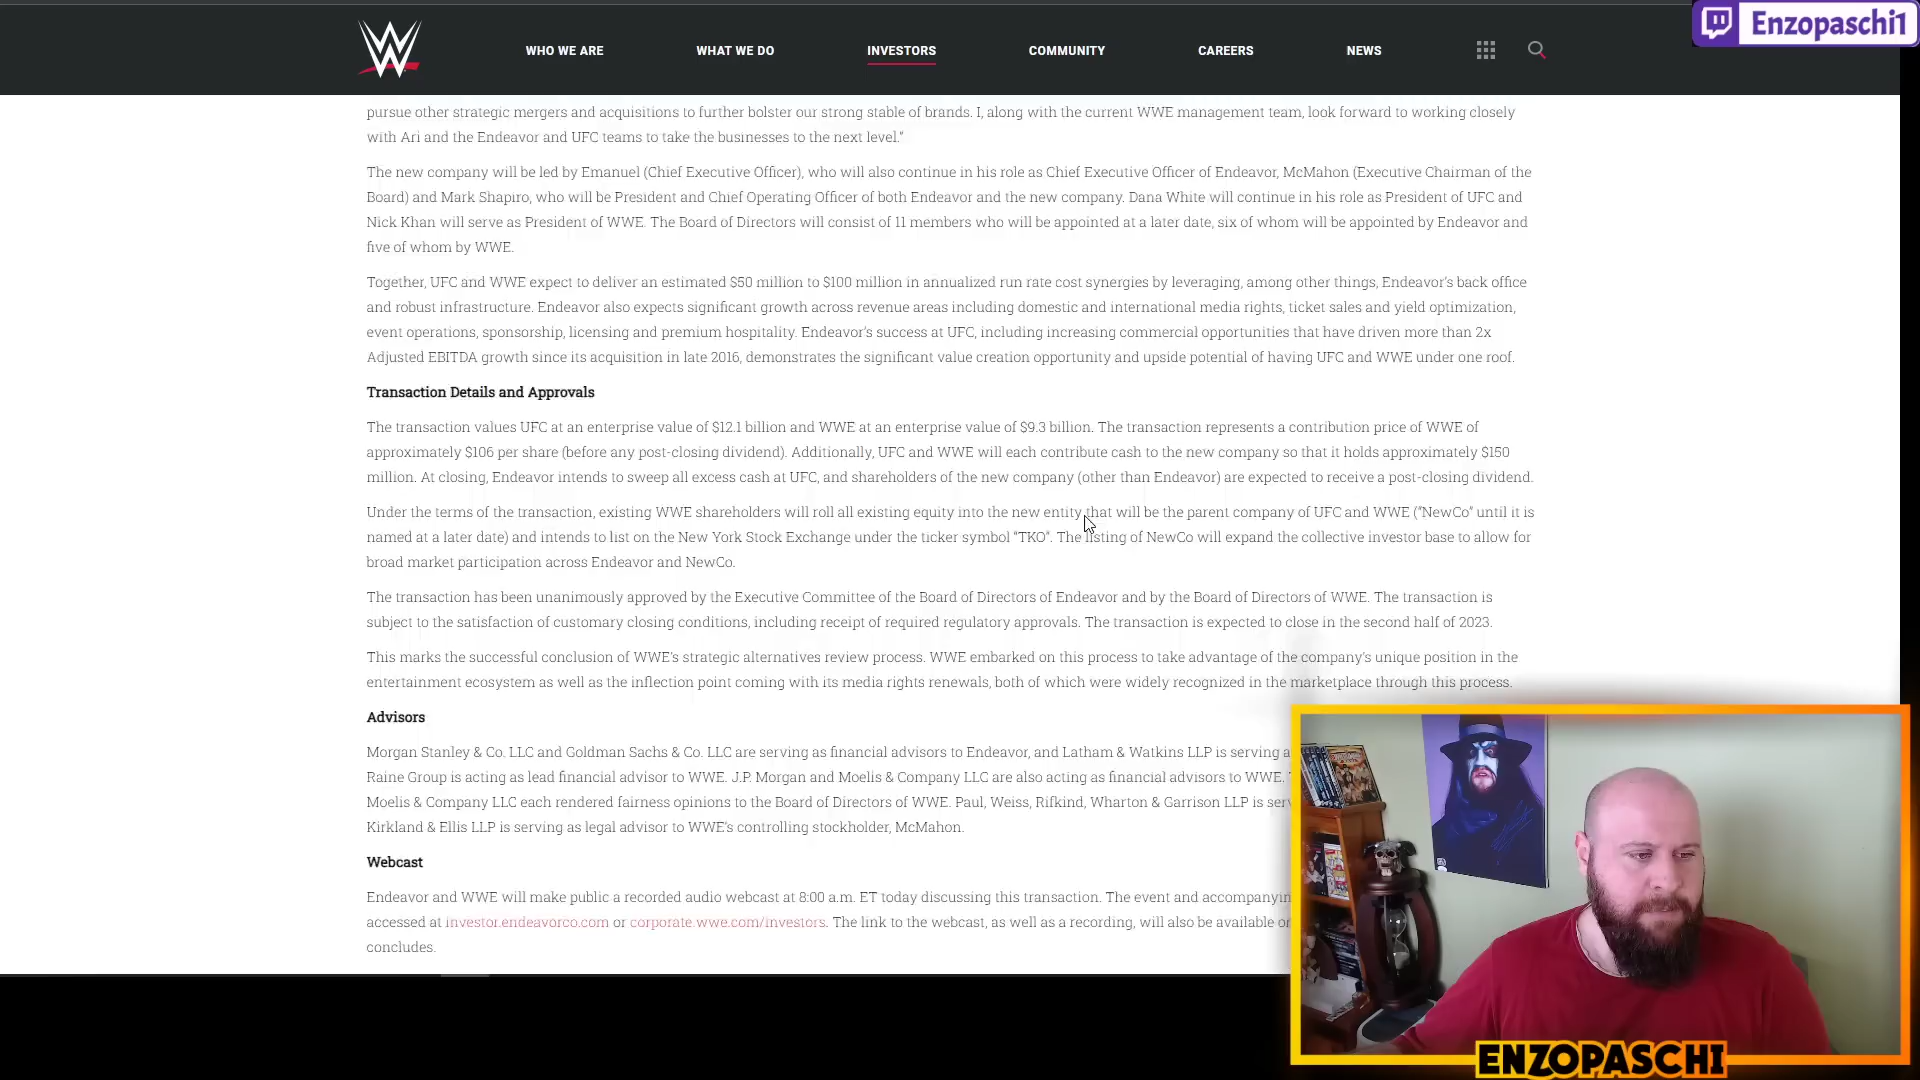 Enzopaschi1
WHO WE ARE
WHAT WE DO
INVESTORS
COMMUNITY
CAREERS
NEWS
pursue other strategic mergers and acquisitions to further bolster our strong stable of brands. I, along with the current WWE management team, look forward to working closely
with Ari and the Endeavor and UFC teams to take the businesses to the next level."
The new company will be led by Emanuel (Chief Executive Officer), who will also continue in his role as Chief Executive Officer of Endeavor, McMahon (Executive Chairman of the
Board) and Mark Shapiro, who will be President and Chief Operating Officer of both Endeavor and the new company. Dana White will continue in his role as President of UFC and
Nick Khan will serve as President of WWE. The Board of Directors will consist of 11 members who will be appointed at a later date, six of whom will be appointed by Endeavor and
five of whom by WWE.
Together, UFC and WWE expect to deliver an estimated $50 million to $100 million in annualized run rate cost synergies by leveraging, among other things, Endeavor's back office
and robust infrastructure. Endeavor also expects significant growth across revenue areas including domestic and international media rights, ticket sales and yield optimization,
event operations, sponsorship, licensing and premium hospitality. Endeavor's success at UFC, including increasing commercial opportunities that have driven more than 2x
Adjusted EBITDA growth since its acquisition in late 2016, demonstrates the significant value creation opportunity and upside potential of having UFC and WWE under one roof.
Transaction Details and Approvals
The transaction values UFC at an enterprise value of $12.1 billion and WWE at an enterprise value of $9.3 billion. The transaction represents a contribution price of WWE of
approximately $106 per share (before any post-closing dividend). Additionally, UFC and WWE will each contribute cash to the new company so that it holds approximately $150
million. At closing, Endeavor intends to sweep all excess cash at UFC, and shareholders of the new company (other than Endeavor) are expected to receive a post-closing dividend.
Under the terms of the transaction, existing WWE shareholders will roll all existing equity into the new entity that will be the parent company of UFC and WWE ("NewCo" until it is
named at a later date) and intends to list on the New York Stock Exchange under the ticker symbol "TKO". The listing of NewCo will expand the collective investor base to allow for
broad market participation across Endeavor and NewCo.
The transaction has been unanimously approved by the Executive Committee of the Board of Directors of Endeavor and by the Board of Directors of WWE. The transaction is
subject to the satisfaction of customary closing conditions, including receipt of required regulatory approvals. The transaction is expected to close in the second half of 2023.
This marks the successful conclusion of WWE's strategic alternatives review process. WWE embarked on this process to take advantage of the company's unique position in the
entertainment ecosystem as well as the inflection point coming with its media rights renewals, both of which were widely recognized in the marketplace through this process.
Advisors
Morgan Stanley & Co. LLC and Goldman Sachs & Co. LLC are serving as financial advisors to Endeavor, and Latham & Watkins LLP is serving a
Raine Group is acting as lead financial advisor to WWE. J.P. Morgan and Moelis & Company LLC are also acting as financial advisors to WWE.
Moelis & Company LLC each rendered fairness opinions to the Board of Directors of WWE. Paul, Weiss, Rifkind, Wharton & Garrison LLP is serv
Kirkland & Ellis LLP is serving as legal advisor to WWE's controlling stockholder, McMahon.
Webcast
Endeavor and WWE will make public a recorded audio webcast at 8:00 a.m. ET today discussing this transaction. The event and accompanyin
accessed at investor.endeavorco.com or corporate.wwe.com/investors. The link to the webcast, as well as a recording, will also be available on
concludes.
ENZOPASCHI